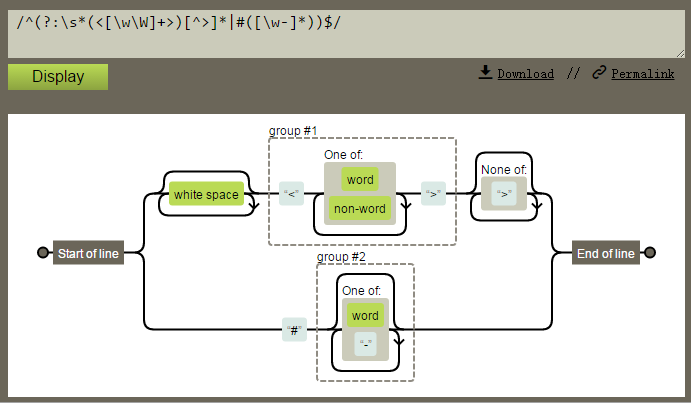 /^(?:\s*(<[\w\W]+>)[^>]*|#([\w-]*))$/
Display
Download // Permalink
group #1
One of:
word
None of:
white space
“<”
non-word
“>”
“>”
group #2
Start of line
End of line
One of:
word
“#”
“-”